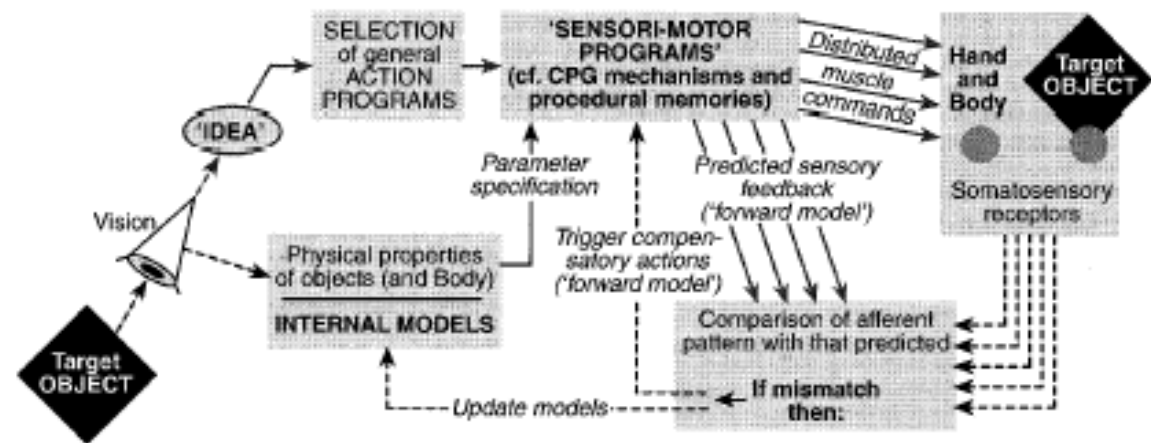 SELECTION
of general
ACTION
PROGRAMS
'SENSORI-MOTOR
PROGRAMS'
(cf. CPG mechanisms and
procedural memories)
Distributed
muscle
commands
Hand
and
Body
Target
OBJECT
Somatosensory
receptors
'IDEA'
Vision
Parameter
specification
Predicted sensory
feedback
('forward model')
Trigger compen-
satory actions
('forward model')
Physical properties
of objects (and Body)
INTERNAL MODELS
Target
OBJECT
Comparison of afferent
pattern with that predicted
If mismatch
then:
Update models